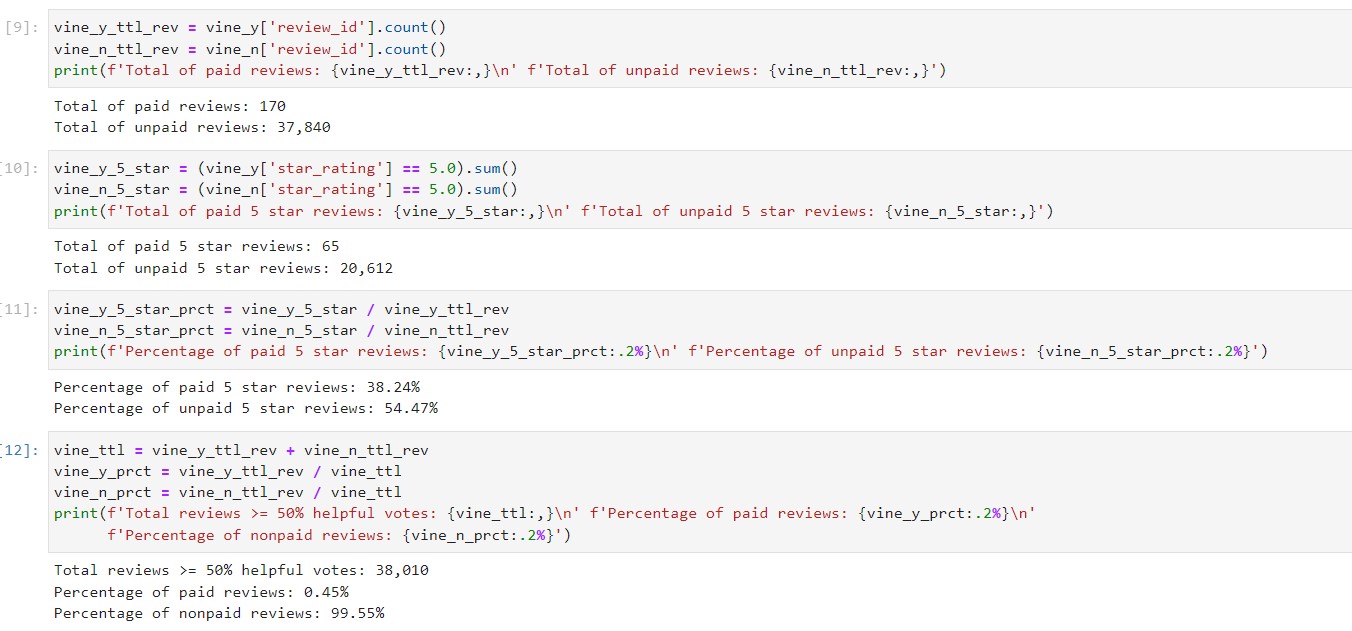 [9]:
vine_y_ttl_rev = vine_y['review_id'].count()
vine_n_ttl_rev = vine_n['review_id'].count()
print(f'Total of paid reviews: {vine_y_ttl_rev:,}\n' f'Total of unpaid reviews: {vine_n_ttl_rev:,}')
Total of paid reviews: 170
Total of unpaid reviews: 37,840
[10]:
vine_y_5_star = (vine_y['star_rating'] == 5.0).sum()
vine_n_5_star = (vine_n['star_rating'] == 5.0).sum()
print(f'Total of paid 5 star reviews: {vine_y_5_star:,}\n' f'Total of unpaid 5 star reviews: {vine_n_5_star:,}')
Total of paid 5 star reviews: 65
Total of unpaid 5 star reviews: 20,612
[11]:
vine_y_5_star_prct = vine_y_5_star / vine_y_ttl_rev
vine_n_5_star_prct = vine_n_5_star / vine_n_ttl_rev
print(f'Percentage of paid 5 star reviews: {vine_y_5_star_prct:.2%}\n' f'Percentage of unpaid 5 star reviews: {vine_n_5_star_prct:.2%}')
Percentage of paid 5 star reviews: 38.24%
Percentage of unpaid 5 star reviews: 54.47%
[12]:
vine_ttl = vine_y_ttl_rev + vine_n_ttl_rev
vine_y_prct = vine_y_ttl_rev / vine_ttl
vine_n_prct = vine_n_ttl_rev / vine_ttl
print(f'Total reviews >= 50% helpful votes: {vine_ttl:,}\n' f'Percentage of paid reviews: {vine_y_prct:.2%}\n'
f'Percentage of nonpaid reviews: {vine_n_prct:.2%}')
Total reviews >= 50% helpful votes: 38,010
Percentage of paid reviews: 0.45%
Percentage of nonpaid reviews: 99.55%